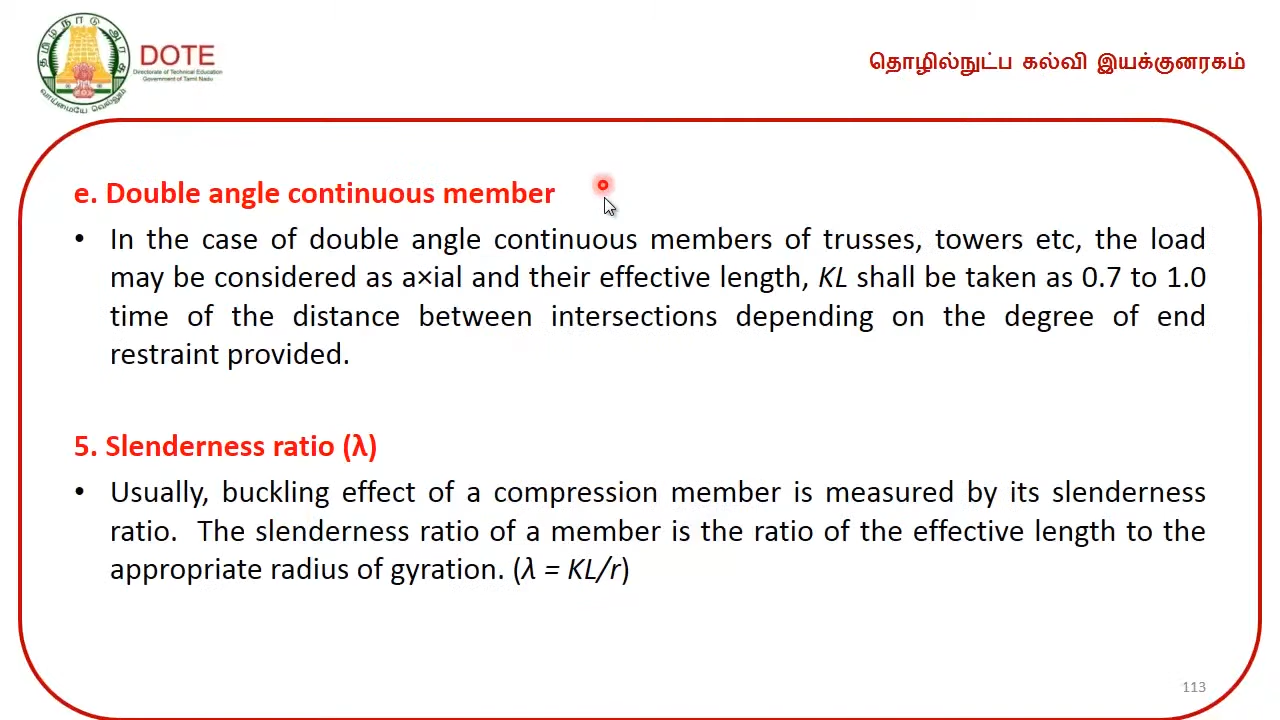 தமிழ்நாடு அரசு
வாய்மையே வெல்லும்
DOTE
Directorate of Technical Education
Government of Tamil Nadu
தொழில்நுட்ப கல்வி இயக்குனரகம்
e. Double angle continuous member
• In the case of double angle continuous members of trusses, towers etc, the load
may be considered as a×ial and their effective length, KL shall be taken as 0.7 to 1.0
time of the distance between intersections depending on the degree of end
restraint provided.
5. Slenderness ratio (λ)
• Usually, buckling effect of a compression member is measured by its slenderness
ratio. The slenderness ratio of a member is the ratio of the effective length to the
appropriate radius of gyration. (λ = KL/r)
113